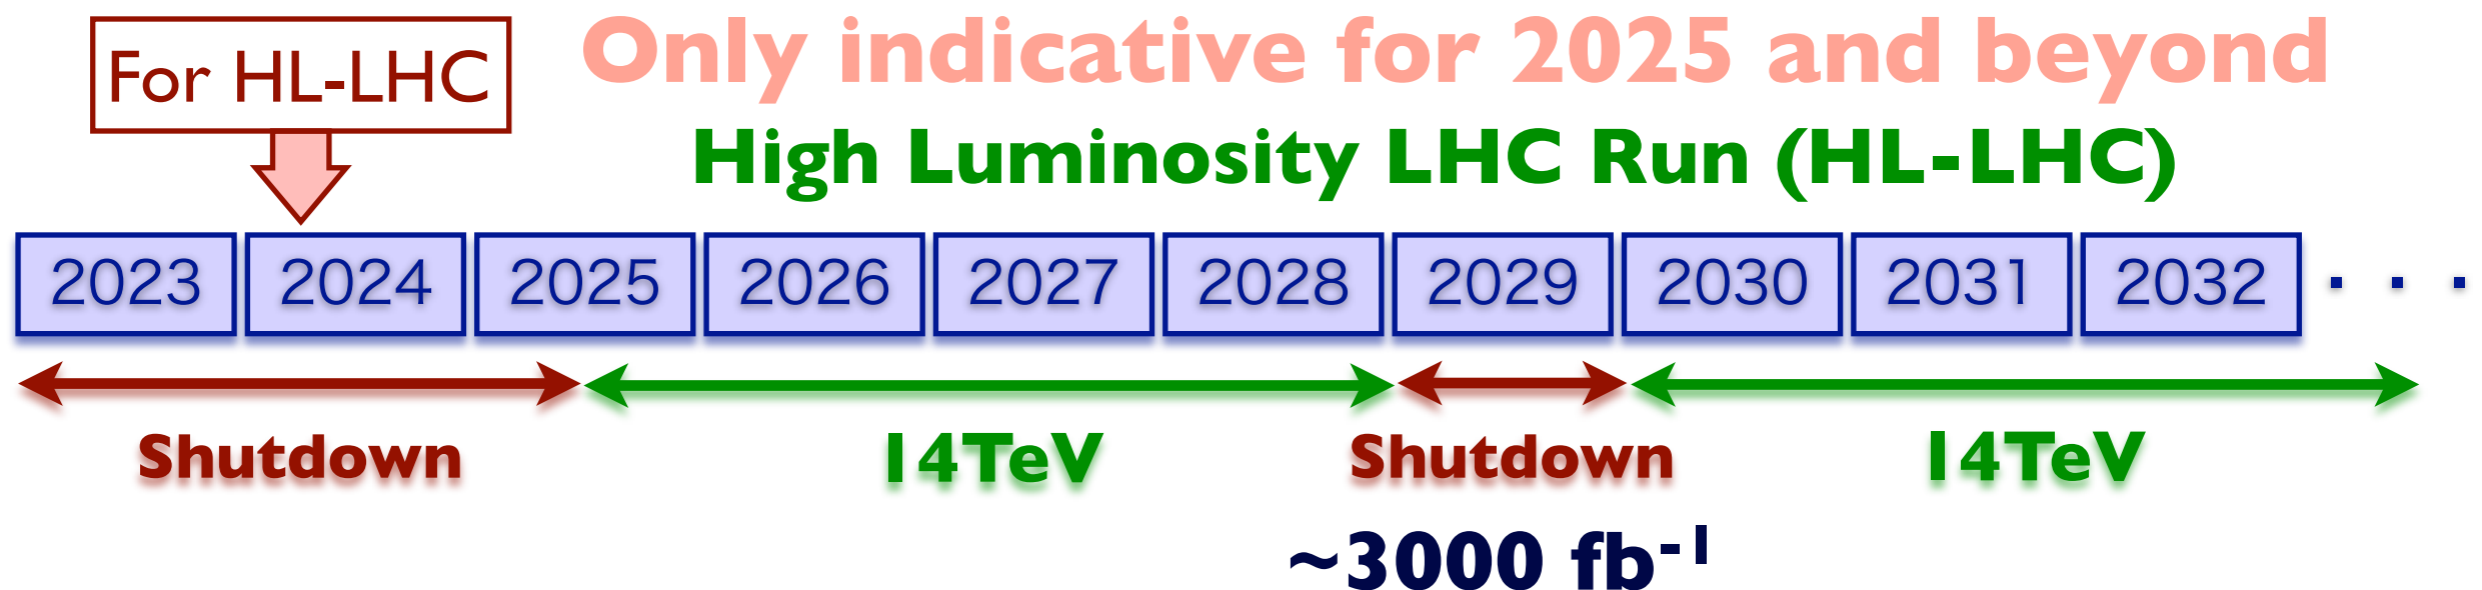 For HL-LHC
Only indicative for 2025 and beyond
High Luminosity LHC Run (HL-LHC)
2023 2024 2025 2026 2027 2028 2029 2030 2031 2032 . . .
Shutdown 14TeV Shutdown 14TeV
~3000 fb⁻¹